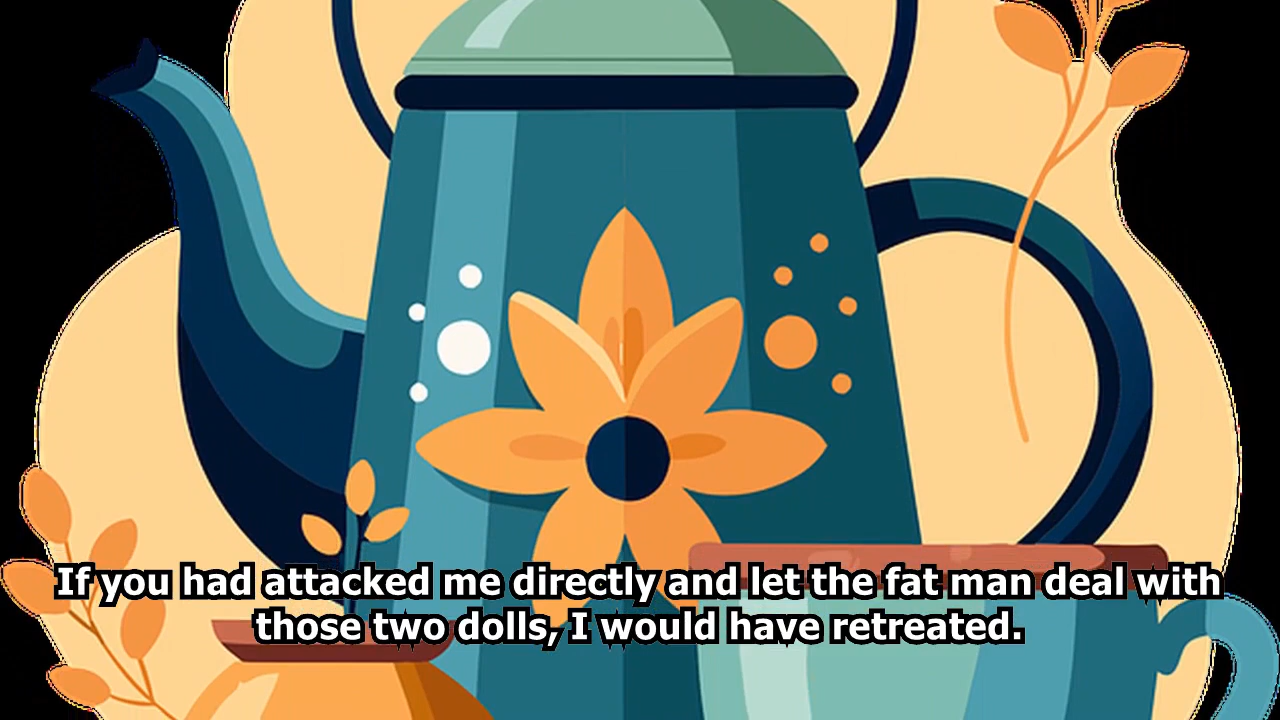 If you had attacked me directly and let the fat man deal with
those two dolls, I would have retreated.